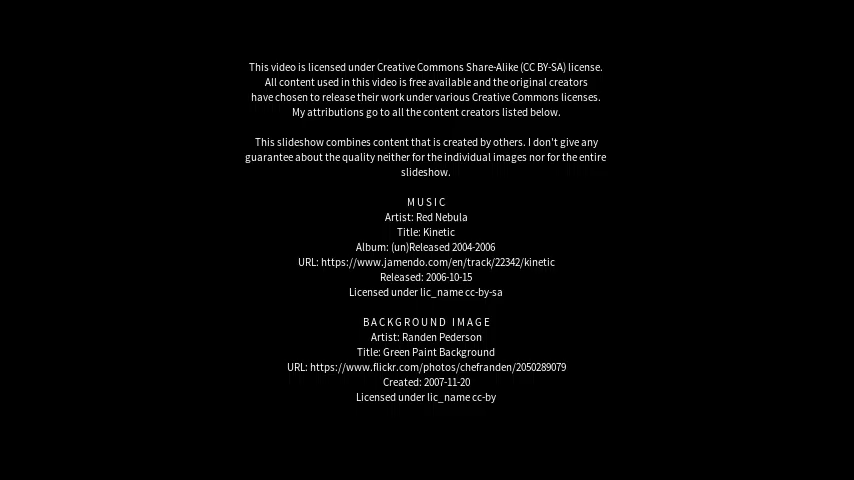 This video is licensed under Creative Commons Share-Alike (CC BY-SA) license.
All content used in this video is free available and the original creators
have chosen to release their work under various Creative Commons licenses.
My attributions go to all the content creators listed below.
This slideshow combines content that is created by others. I don't give any
guarantee about the quality neither for the individual images nor for the entire
slideshow.
MUSIC
Artist: Red Nebula
Title: Kinetic
Album: (un)Released 2004-2006
URL: https://www.jamendo.com/en/track/22342/kinetic
Released: 2006-10-15
Licensed under lic_name cc-by-sa
BACKGROUND IMAGE
Artist: Randen Pederson
Title: Green Paint Background
URL: https://www.flickr.com/photos/chefranden/2050289079
Created: 2007-11-20
Licensed under lic_name cc-by